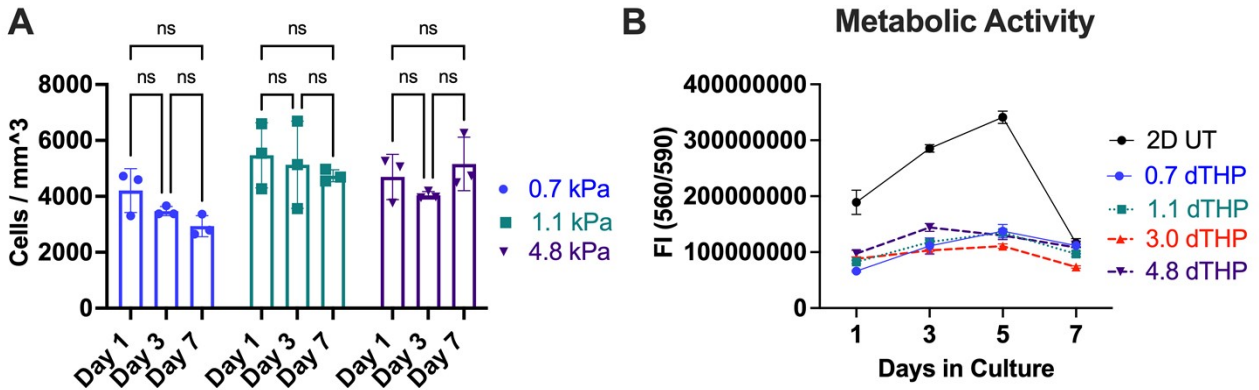 A
ns
ns
ns
ns
ns
ns
ns
ns
ns
Cells / mm^3
8000
6000
4000
2000
0
Day 1
Day 3
Day 7
Day 1
Day 3
Day 7
Day 1
Day 3
Day 7
0.7 kPa
1.1 kPa
4.8 kPa
B
Metabolic Activity
FI (560/590)
400000000
300000000
200000000
100000000
0
1
3
5
7
Days in Culture
2D UT
0.7 dTHP
1.1 dTHP
3.0 dTHP
4.8 dTHP